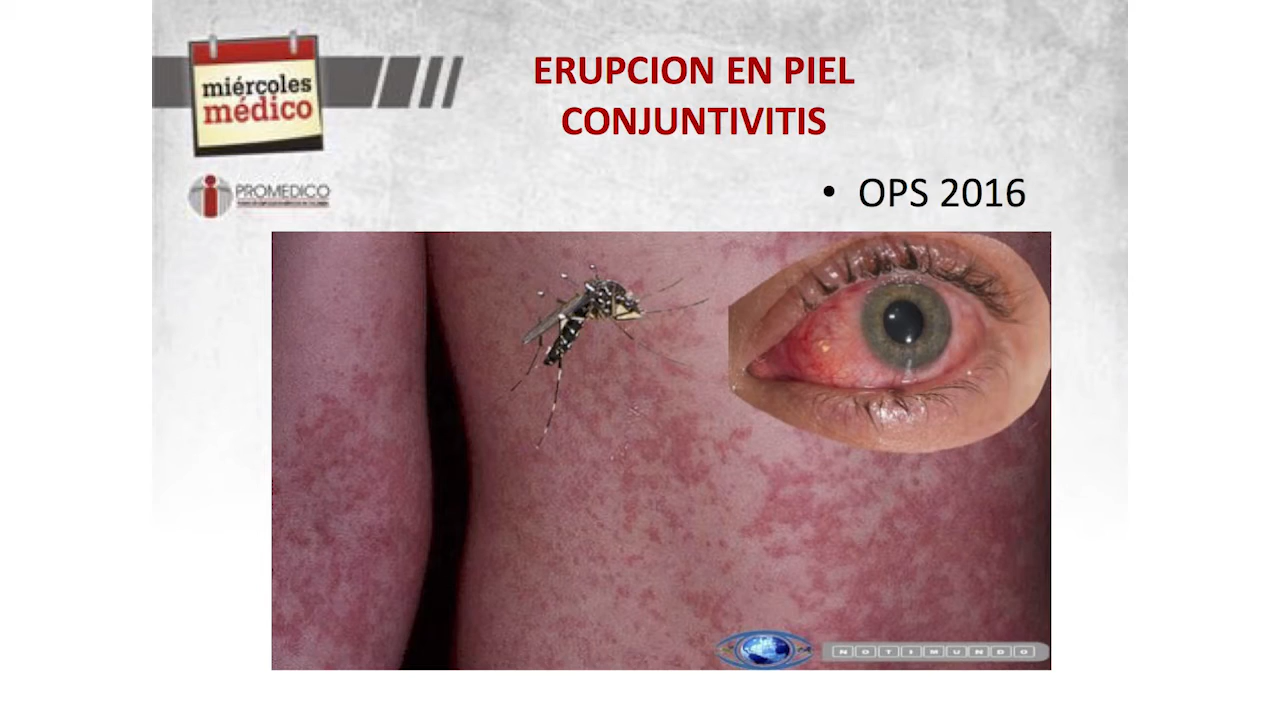 miércoles
médico
ERUPCION EN PIEL
CONJUNTIVITIS
PROMEDICO
• OPS 2016
NOTIMUNDO